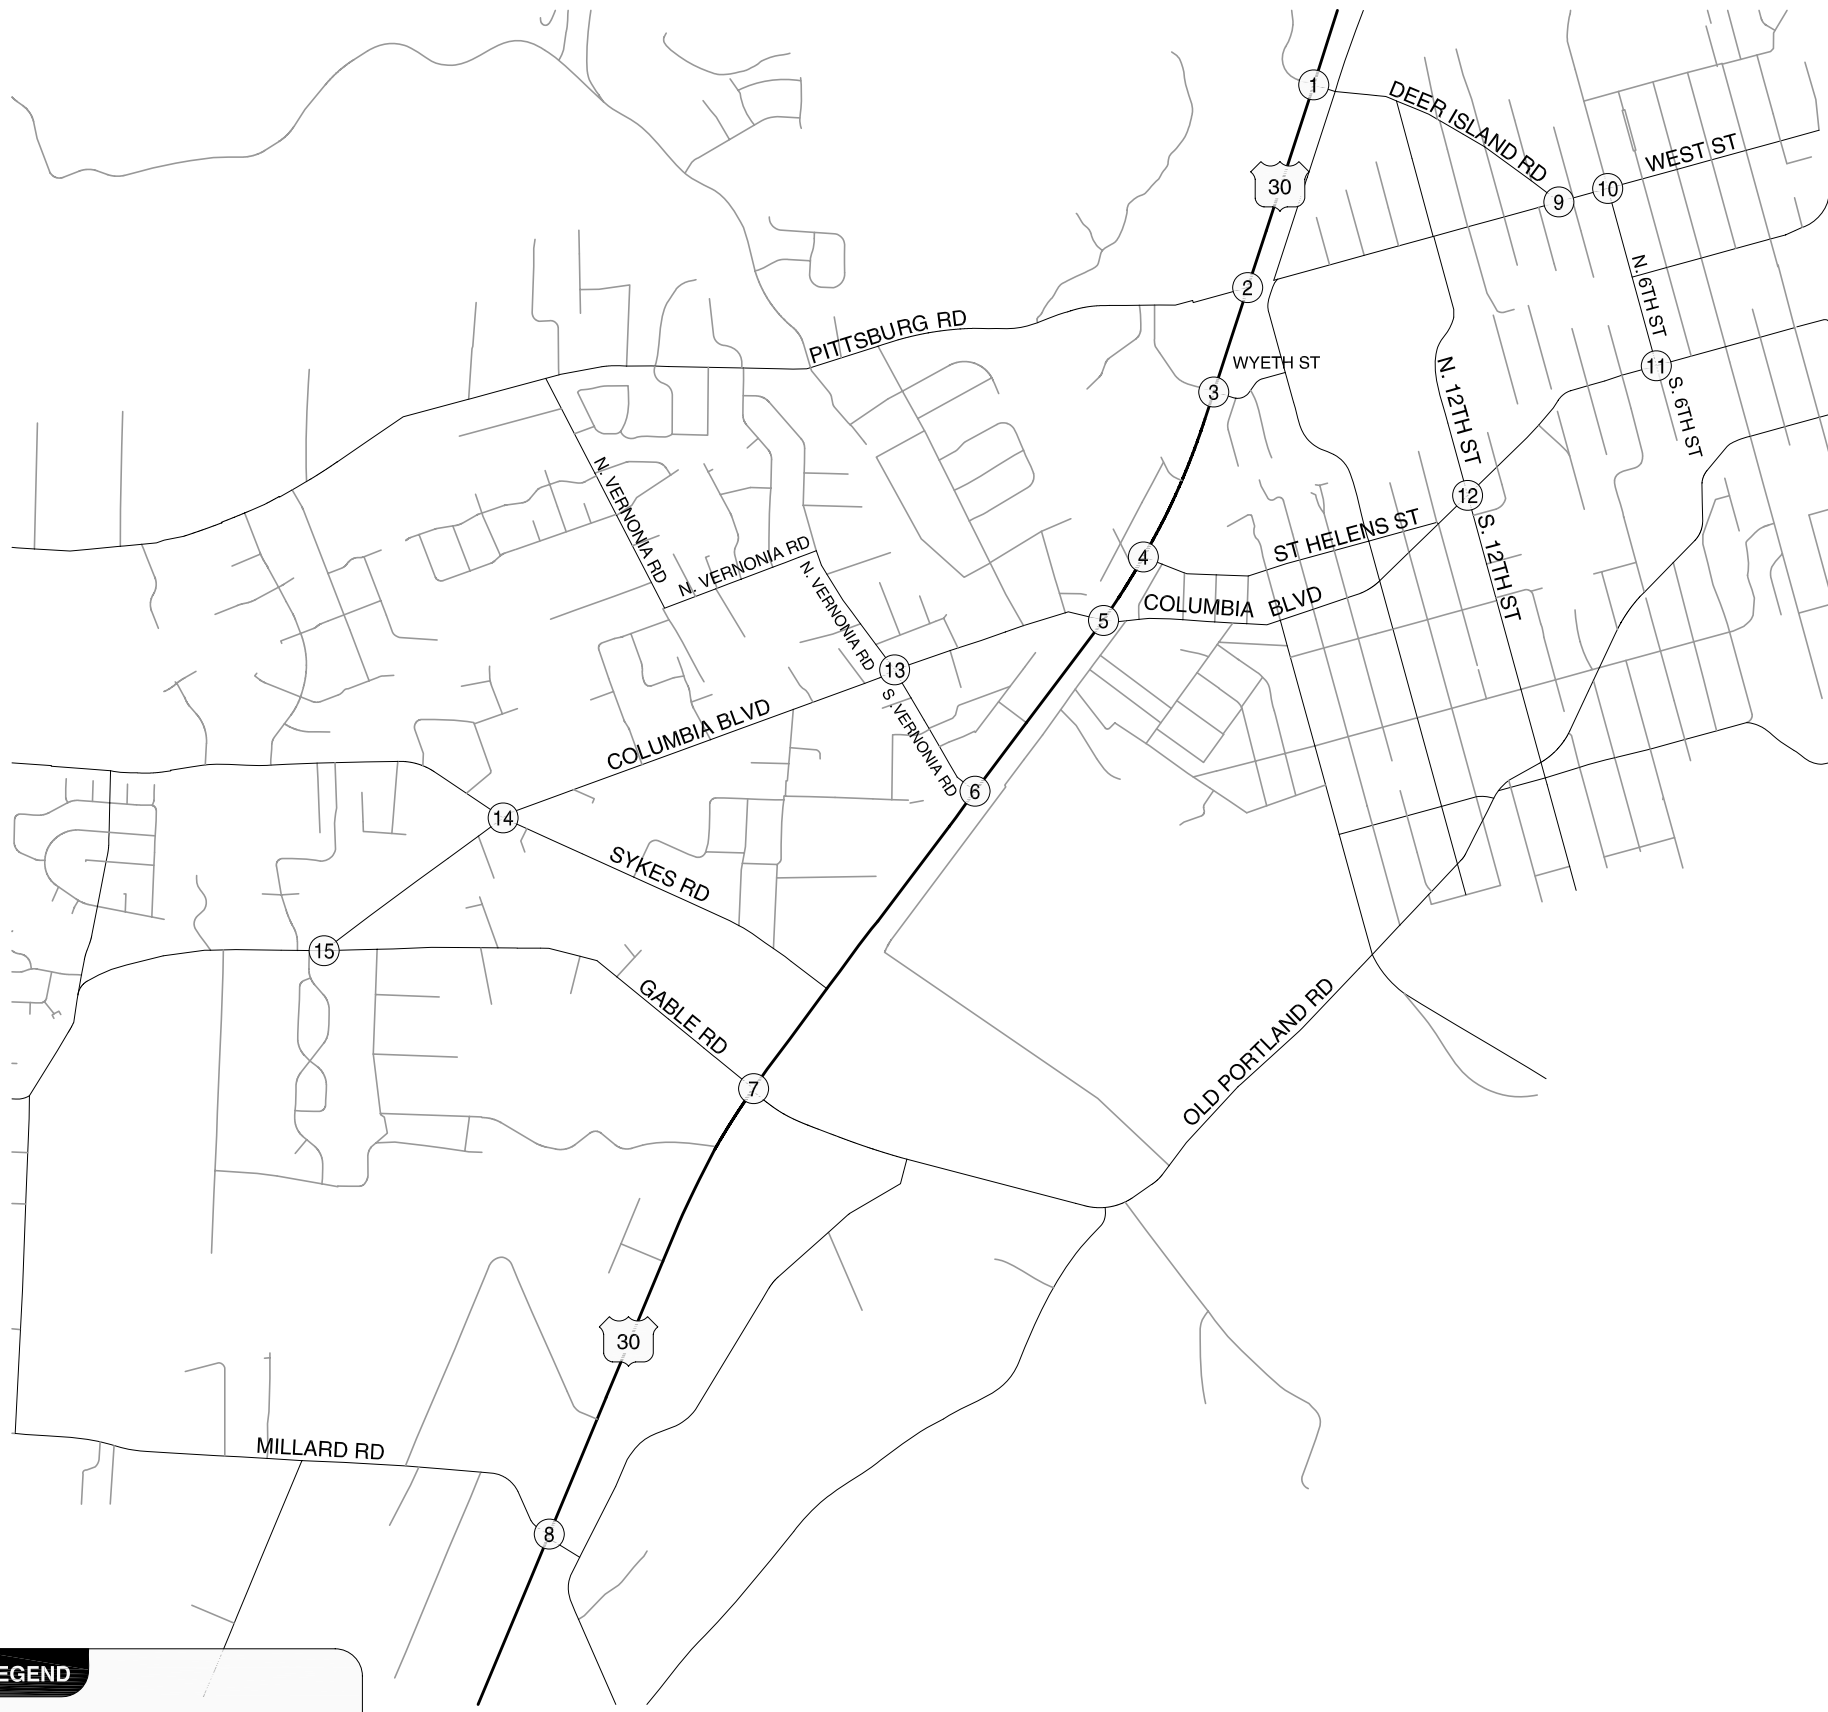 1
DEER ISLAND RD
WEST ST
30
10
9
2
N. 6TH ST
PITTSBURG RD
WYETH ST
3
11
N. 12TH ST
S. 6TH ST
12
N. VERNONIA RD
ST HELENS ST
4
S. 12TH ST
N. VERNONIA RD
N. VERNONIA RD
COLUMBIA BLVD
5
13
S. VERNONIA RD
COLUMBIA BLVD
6
14
SYKES RD
15
GABLE RD
OLD PORTLAND RD
7
30
MILLARD RD
8
EGEND